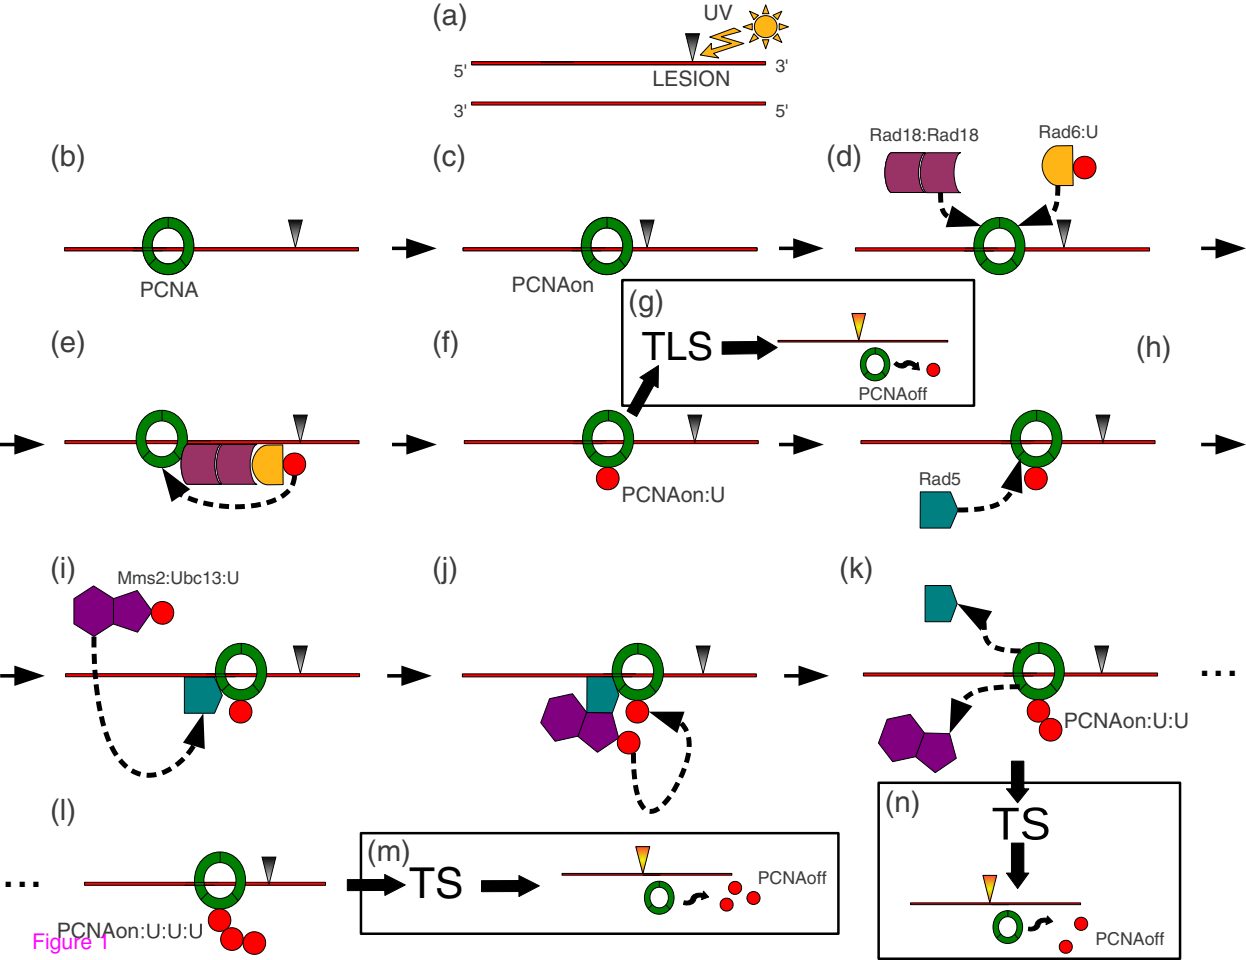 (a)
UV
5'
3'
LESION
3'
5'
(b)
(c)
(d)
Rad18:Rad18
Rad6:U
PCNA
PCNAon
(e)
(f)
(g)
TLS
PCNAoff
(h)
PCNAon:U
Rad5
(i)
Mms2:Ubc13:U
(j)
(k)
PCNAon:U:U
...
(l)
...
PCNAon:U:U:U
(m)
TS
PCNAoff
(n)
TS
PCNAoff
Figure 1